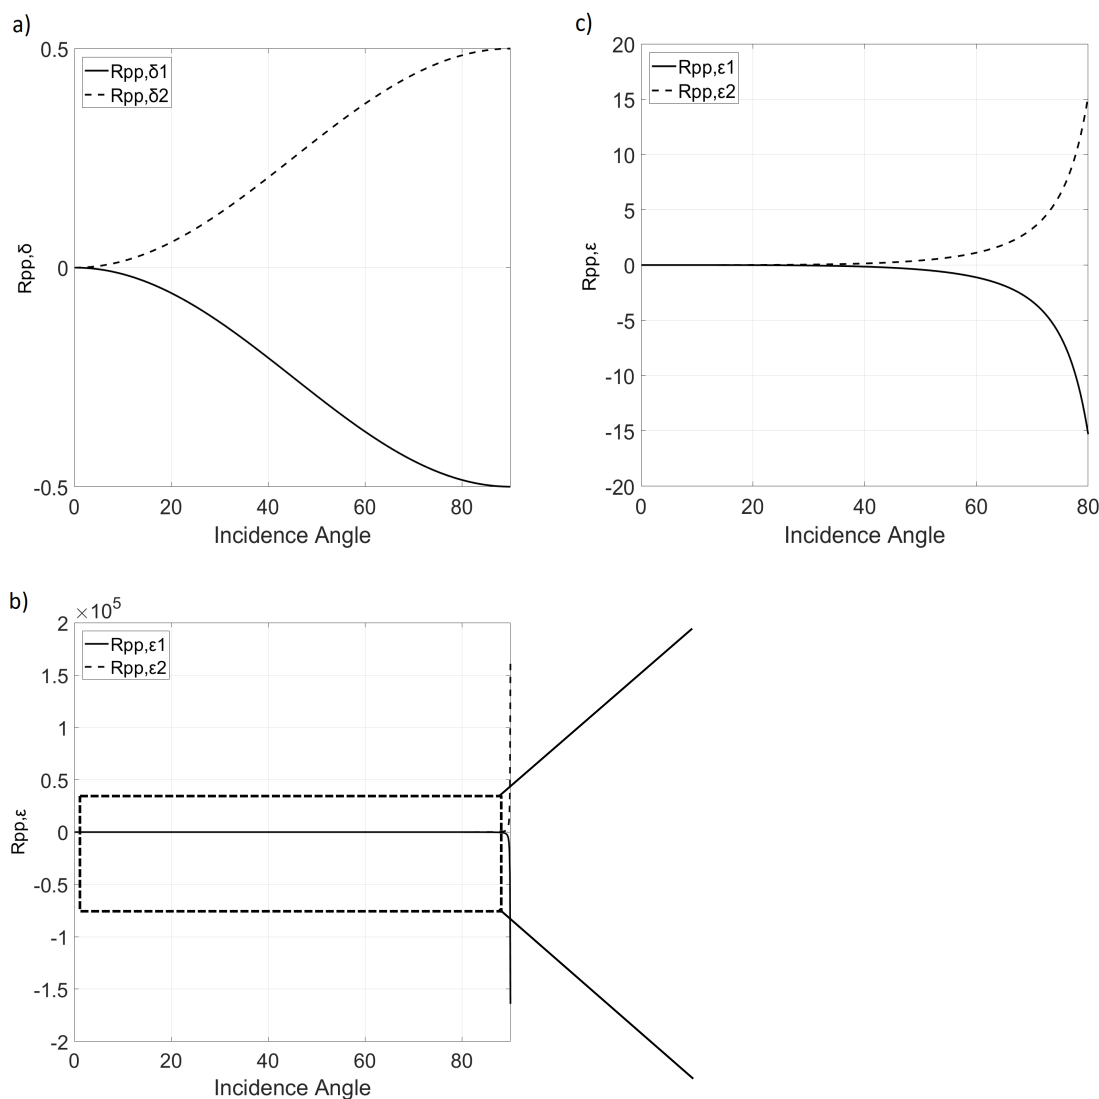 a)
0.5
0
-0.5
Rpp,δ1
Rpp,δ2
Rpp,δ
0 20 40 60 80
Incidence Angle
c)
20
15
10
5
0
-5
-10
-15
-20
Rpp,ε1
Rpp,ε2
Rpp,ε
0 20 40 60 80
Incidence Angle
b)
×10⁵
2
1.5
1
0.5
0
-0.5
-1
-1.5
-2
Rpp,ε1
Rpp,ε2
Rpp,ε
0 20 40 60 80
Incidence Angle